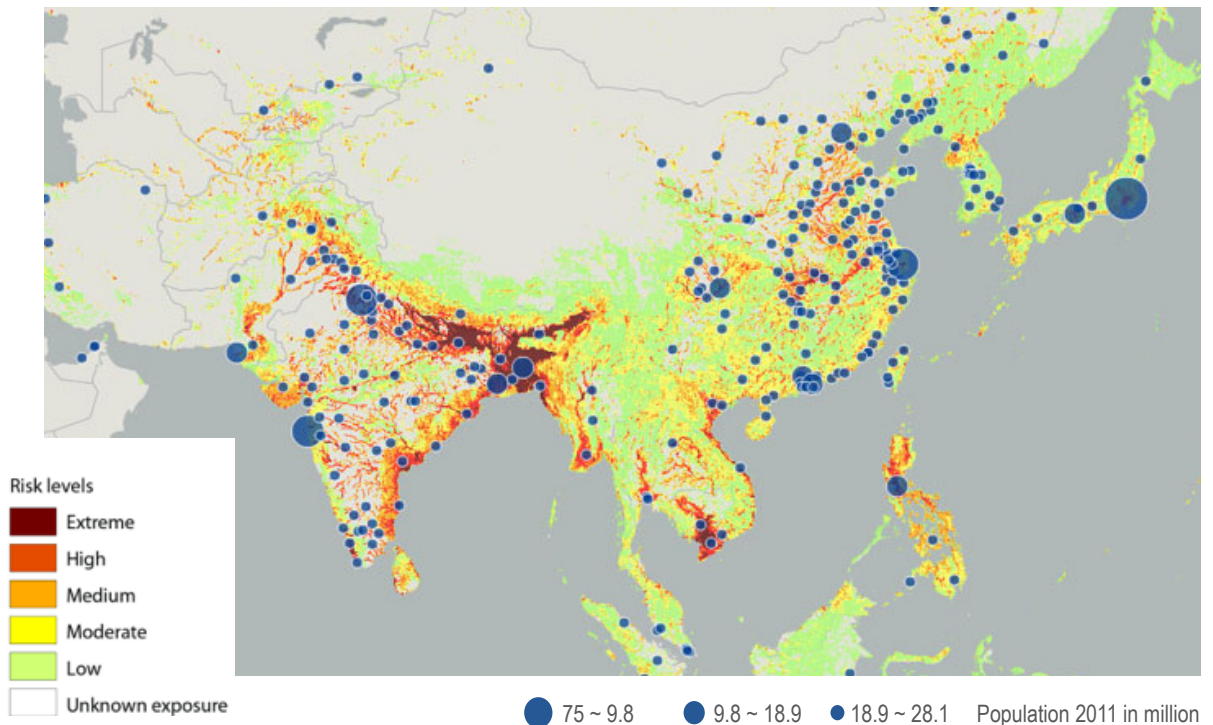 Risk levels
Extreme
High
Medium
Moderate
Low
Unknown exposure
75 ~ 9.8 9.8 ~ 18.9 18.9 ~ 28.1 Population 2011 in million